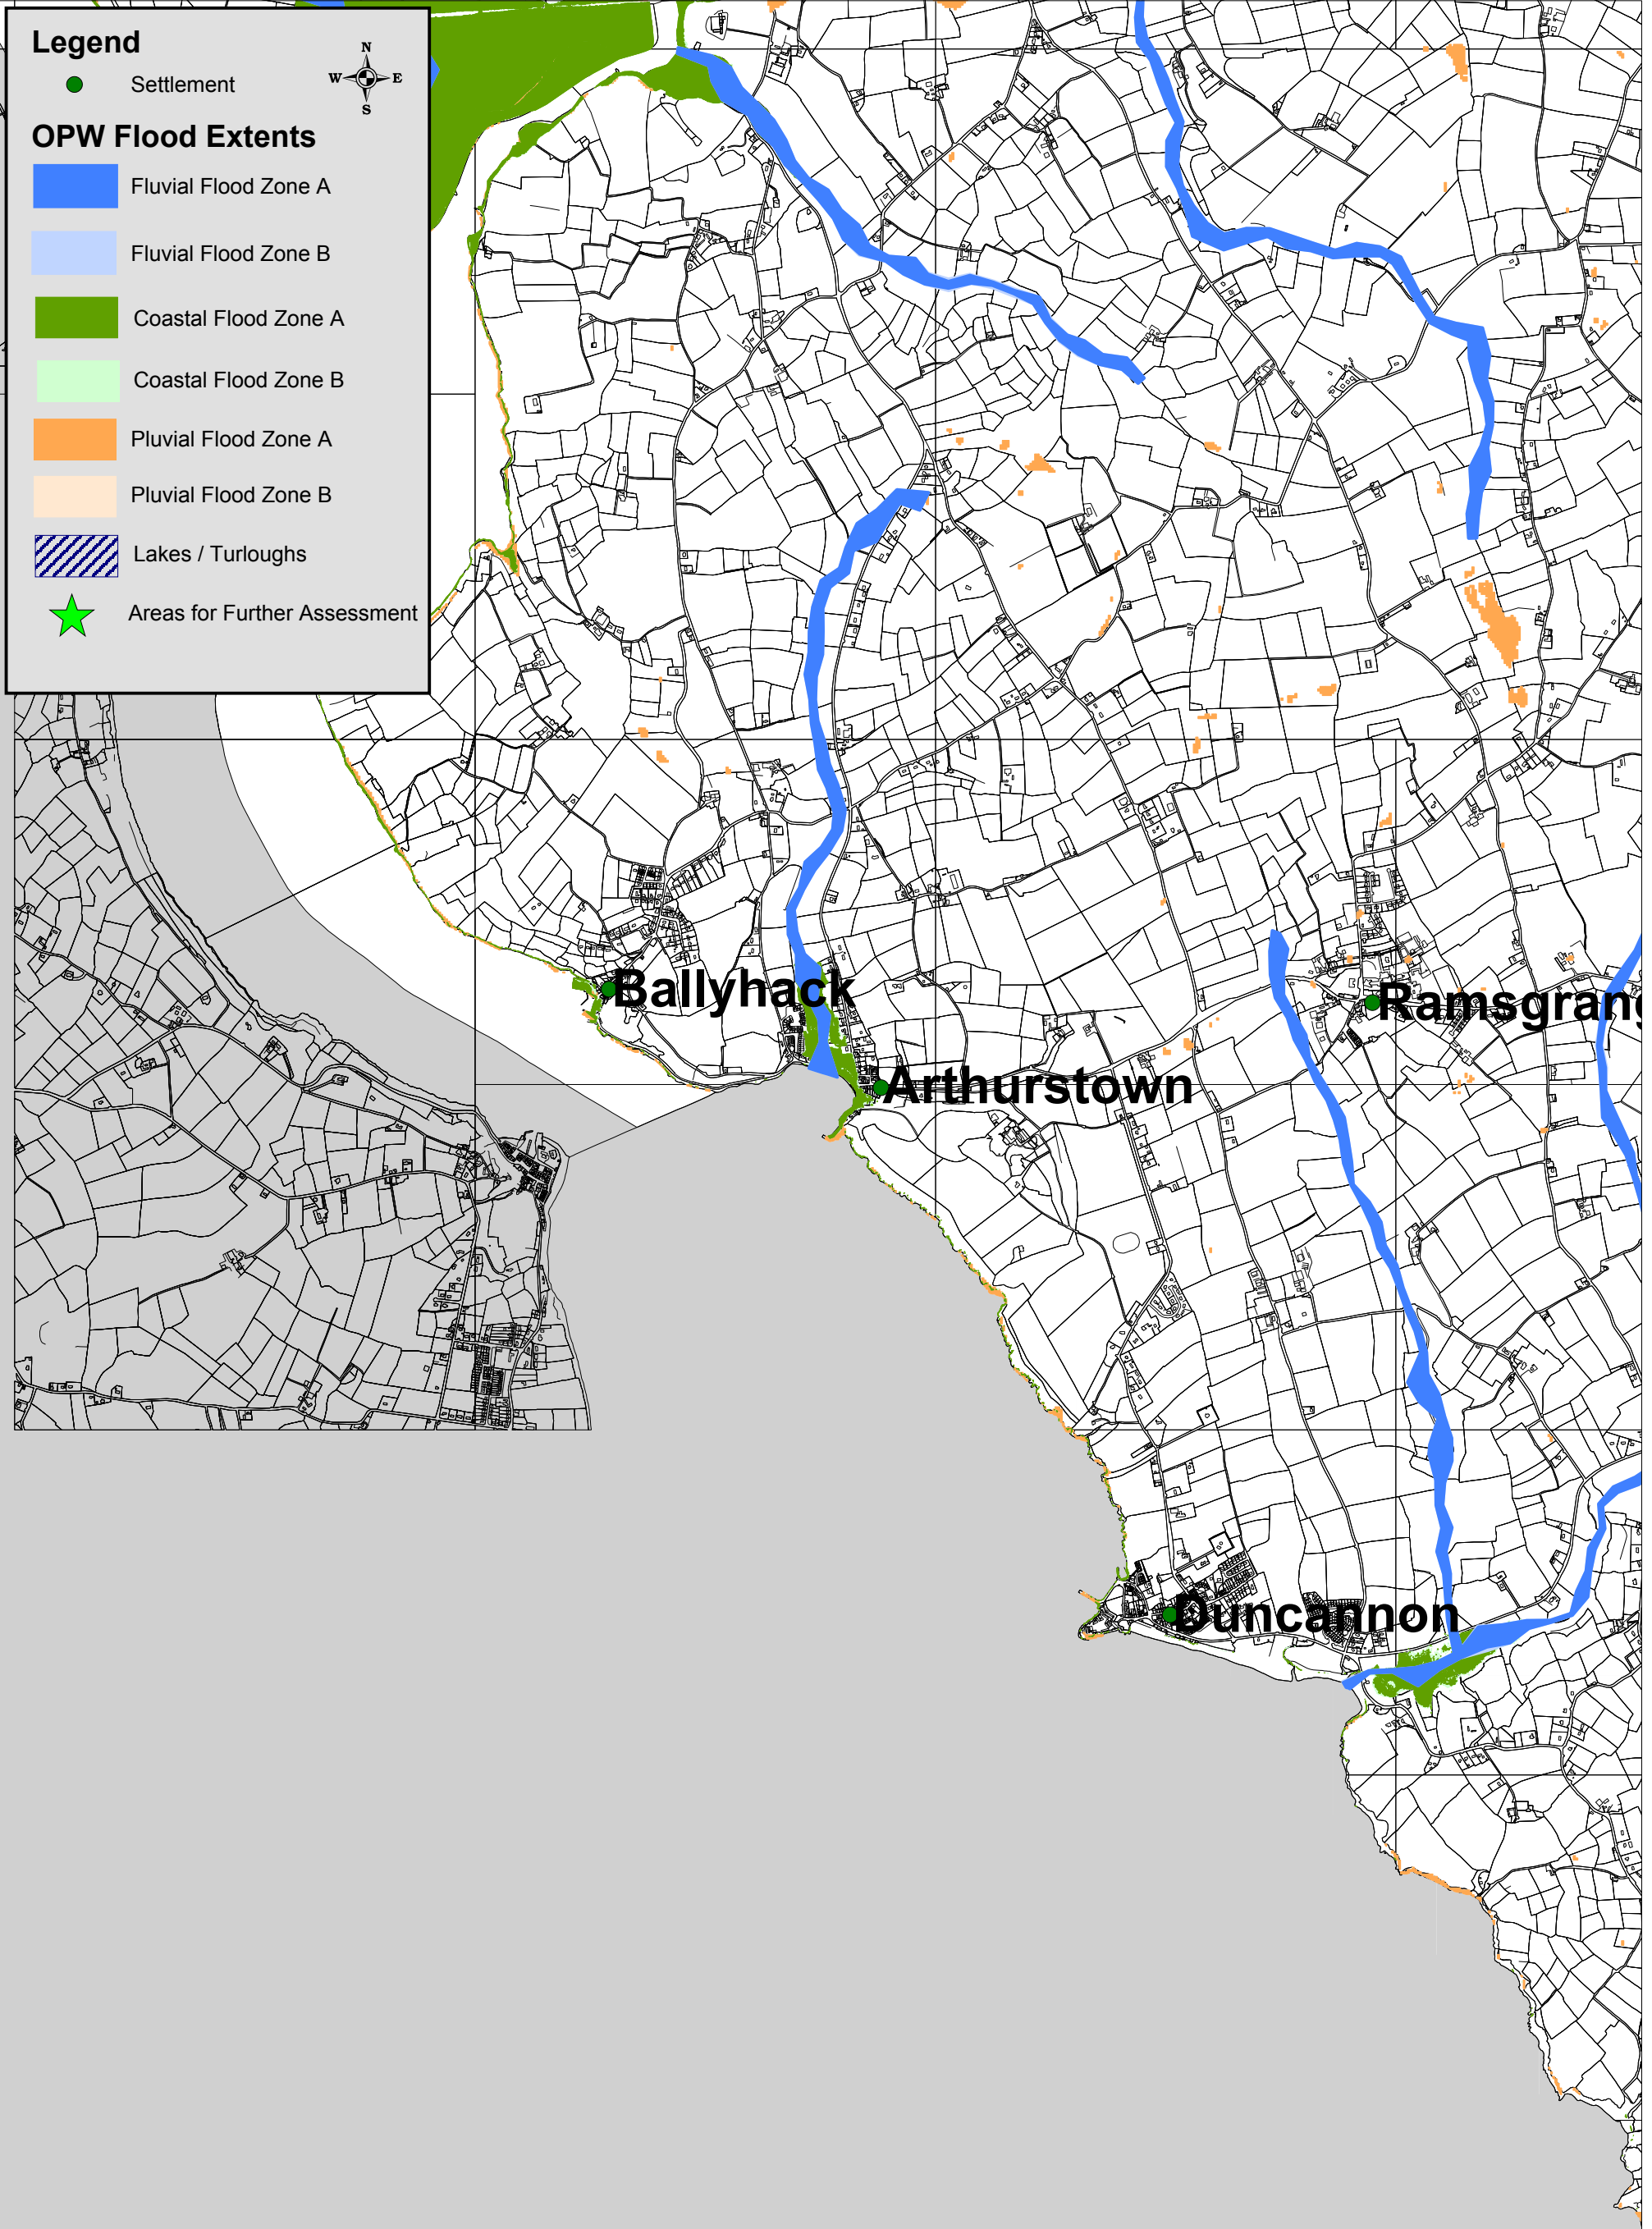 Legend
N
W E
S
Settlement
OPW Flood Extents
Fluvial Flood Zone A
Fluvial Flood Zone B
Coastal Flood Zone A
Coastal Flood Zone B
Pluvial Flood Zone A
Pluvial Flood Zone B
Lakes / Turloughs
Areas for Further Assessment
Ballyhack
Ramsgrang
Arthurstown
Duncannon